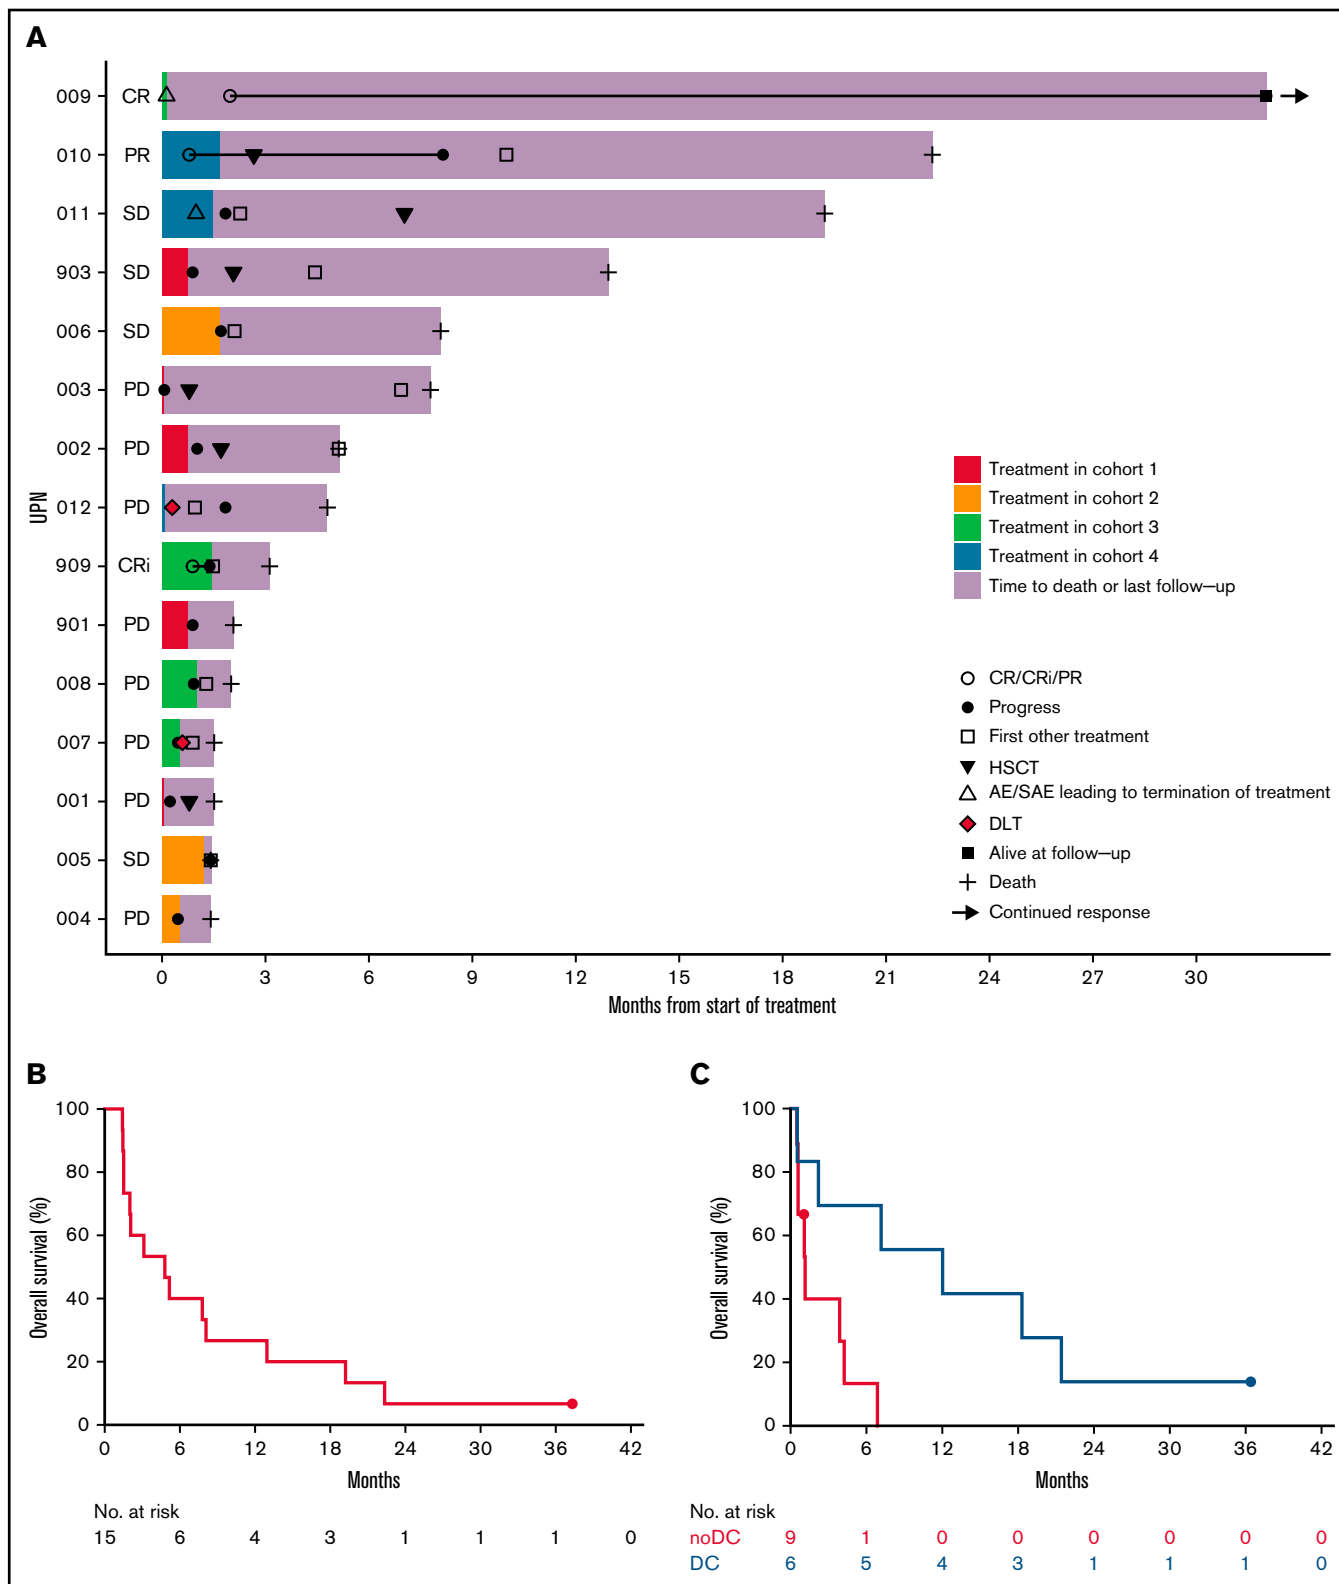 A
009 CR
010 PR
011 SD
903 SD
006 SD
003 PD
002 PD
012 PD
909 CRi
901 PD
008 PD
007 PD
001 PD
005 SD
004 PD
UPN
Treatment in cohort 1
Treatment in cohort 2
Treatment in cohort 3
Treatment in cohort 4
Time to death or last follow–up
CR/CRi/PR
Progress
First other treatment
HSCT
AE/SAE leading to termination of treatment
DLT
Alive at follow–up
Death
Continued response
0 3 6 9 12 15 18 21 24 27 30
Months from start of treatment
B
Overall survival (%)
100
80
60
40
20
0
0 6 12 18 24 30 36 42
Months
No. at risk
15 6 4 3 1 1 1 0
C
Overall survival (%)
100
80
60
40
20
0
0 6 12 18 24 30 36 42
Months
No. at risk
noDC 9 1 0 0 0 0 0 0
DC 6 5 4 3 1 1 1 0